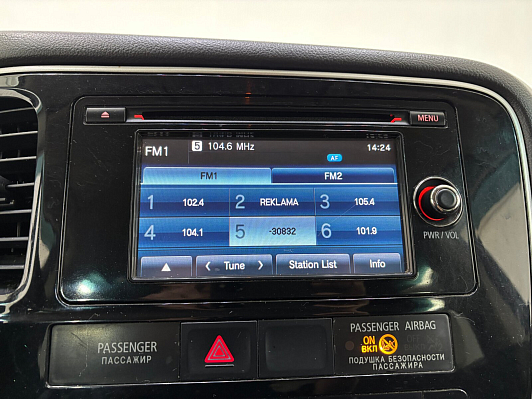 MENU
FM1 5 104.6 MHz 14:24
AF
FM1 FM2
1 102.4 2 REKLAMA 3 105.4
4 104.1 5 -30832 6 101.9
Tune Station List Info
PWR / VOL
PASSENGER
ПАССАЖИР
PASSENGER AIRBAG
ON
ВКЛ
ПОДУШКА БЕЗОПАСНОСТИ
ПАССАЖИРА